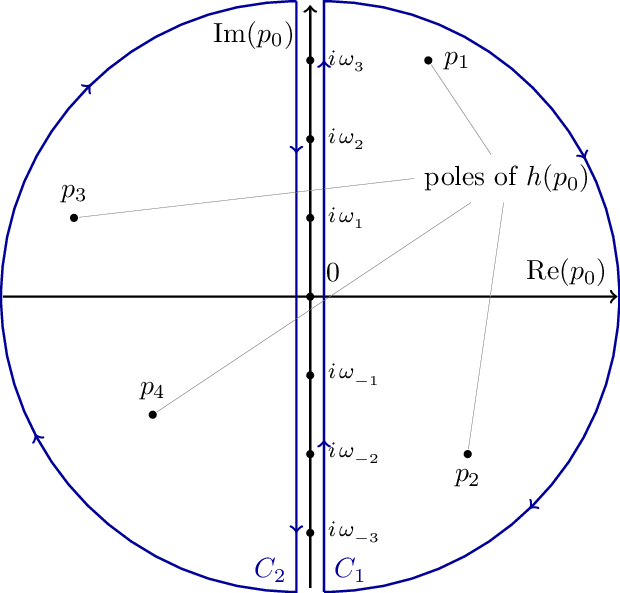 Im(p₀)
iω₃
p₁
iω₂
poles of h(p₀)
p₃
iω₁
0
Re(p₀)
iω₋₁
p₄
iω₋₂
p₂
iω₋₃
C₂
C₁